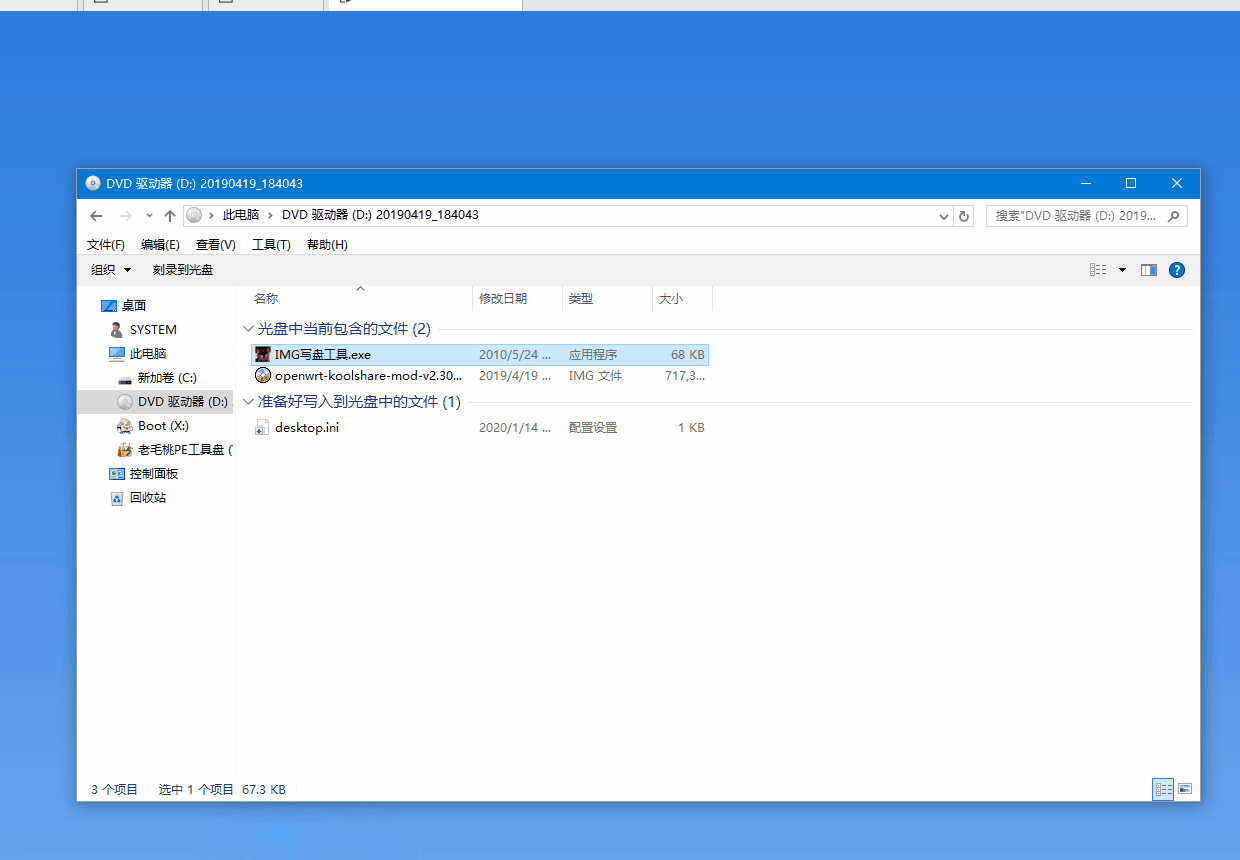 DVD 驱动器 (D:) 20190419_184043
此电脑 DVD 驱动器 (D:) 20190419_184043 搜索"DVD 驱动器 (D:) 2019...
文件(F) 编辑(E) 查看(V) 工具(T) 帮助(H)
组织 刻录到光盘
桌面
SYSTEM
此电脑
新加卷 (C:)
DVD 驱动器 (D:)
Boot (X:)
老毛桃PE工具盘 (
控制面板
回收站
名称 修改日期 类型 大小
光盘中当前包含的文件 (2)
IMG写盘工具.exe 2010/5/24 ... 应用程序 68 KB
openwrt-koolshare-mod-v2.30... 2019/4/19 ... IMG 文件 717,3...
准备好写入到光盘中的文件 (1)
desktop.ini 2020/1/14 ... 配置设置 1 KB
3 个项目 选中 1 个项目 67.3 KB